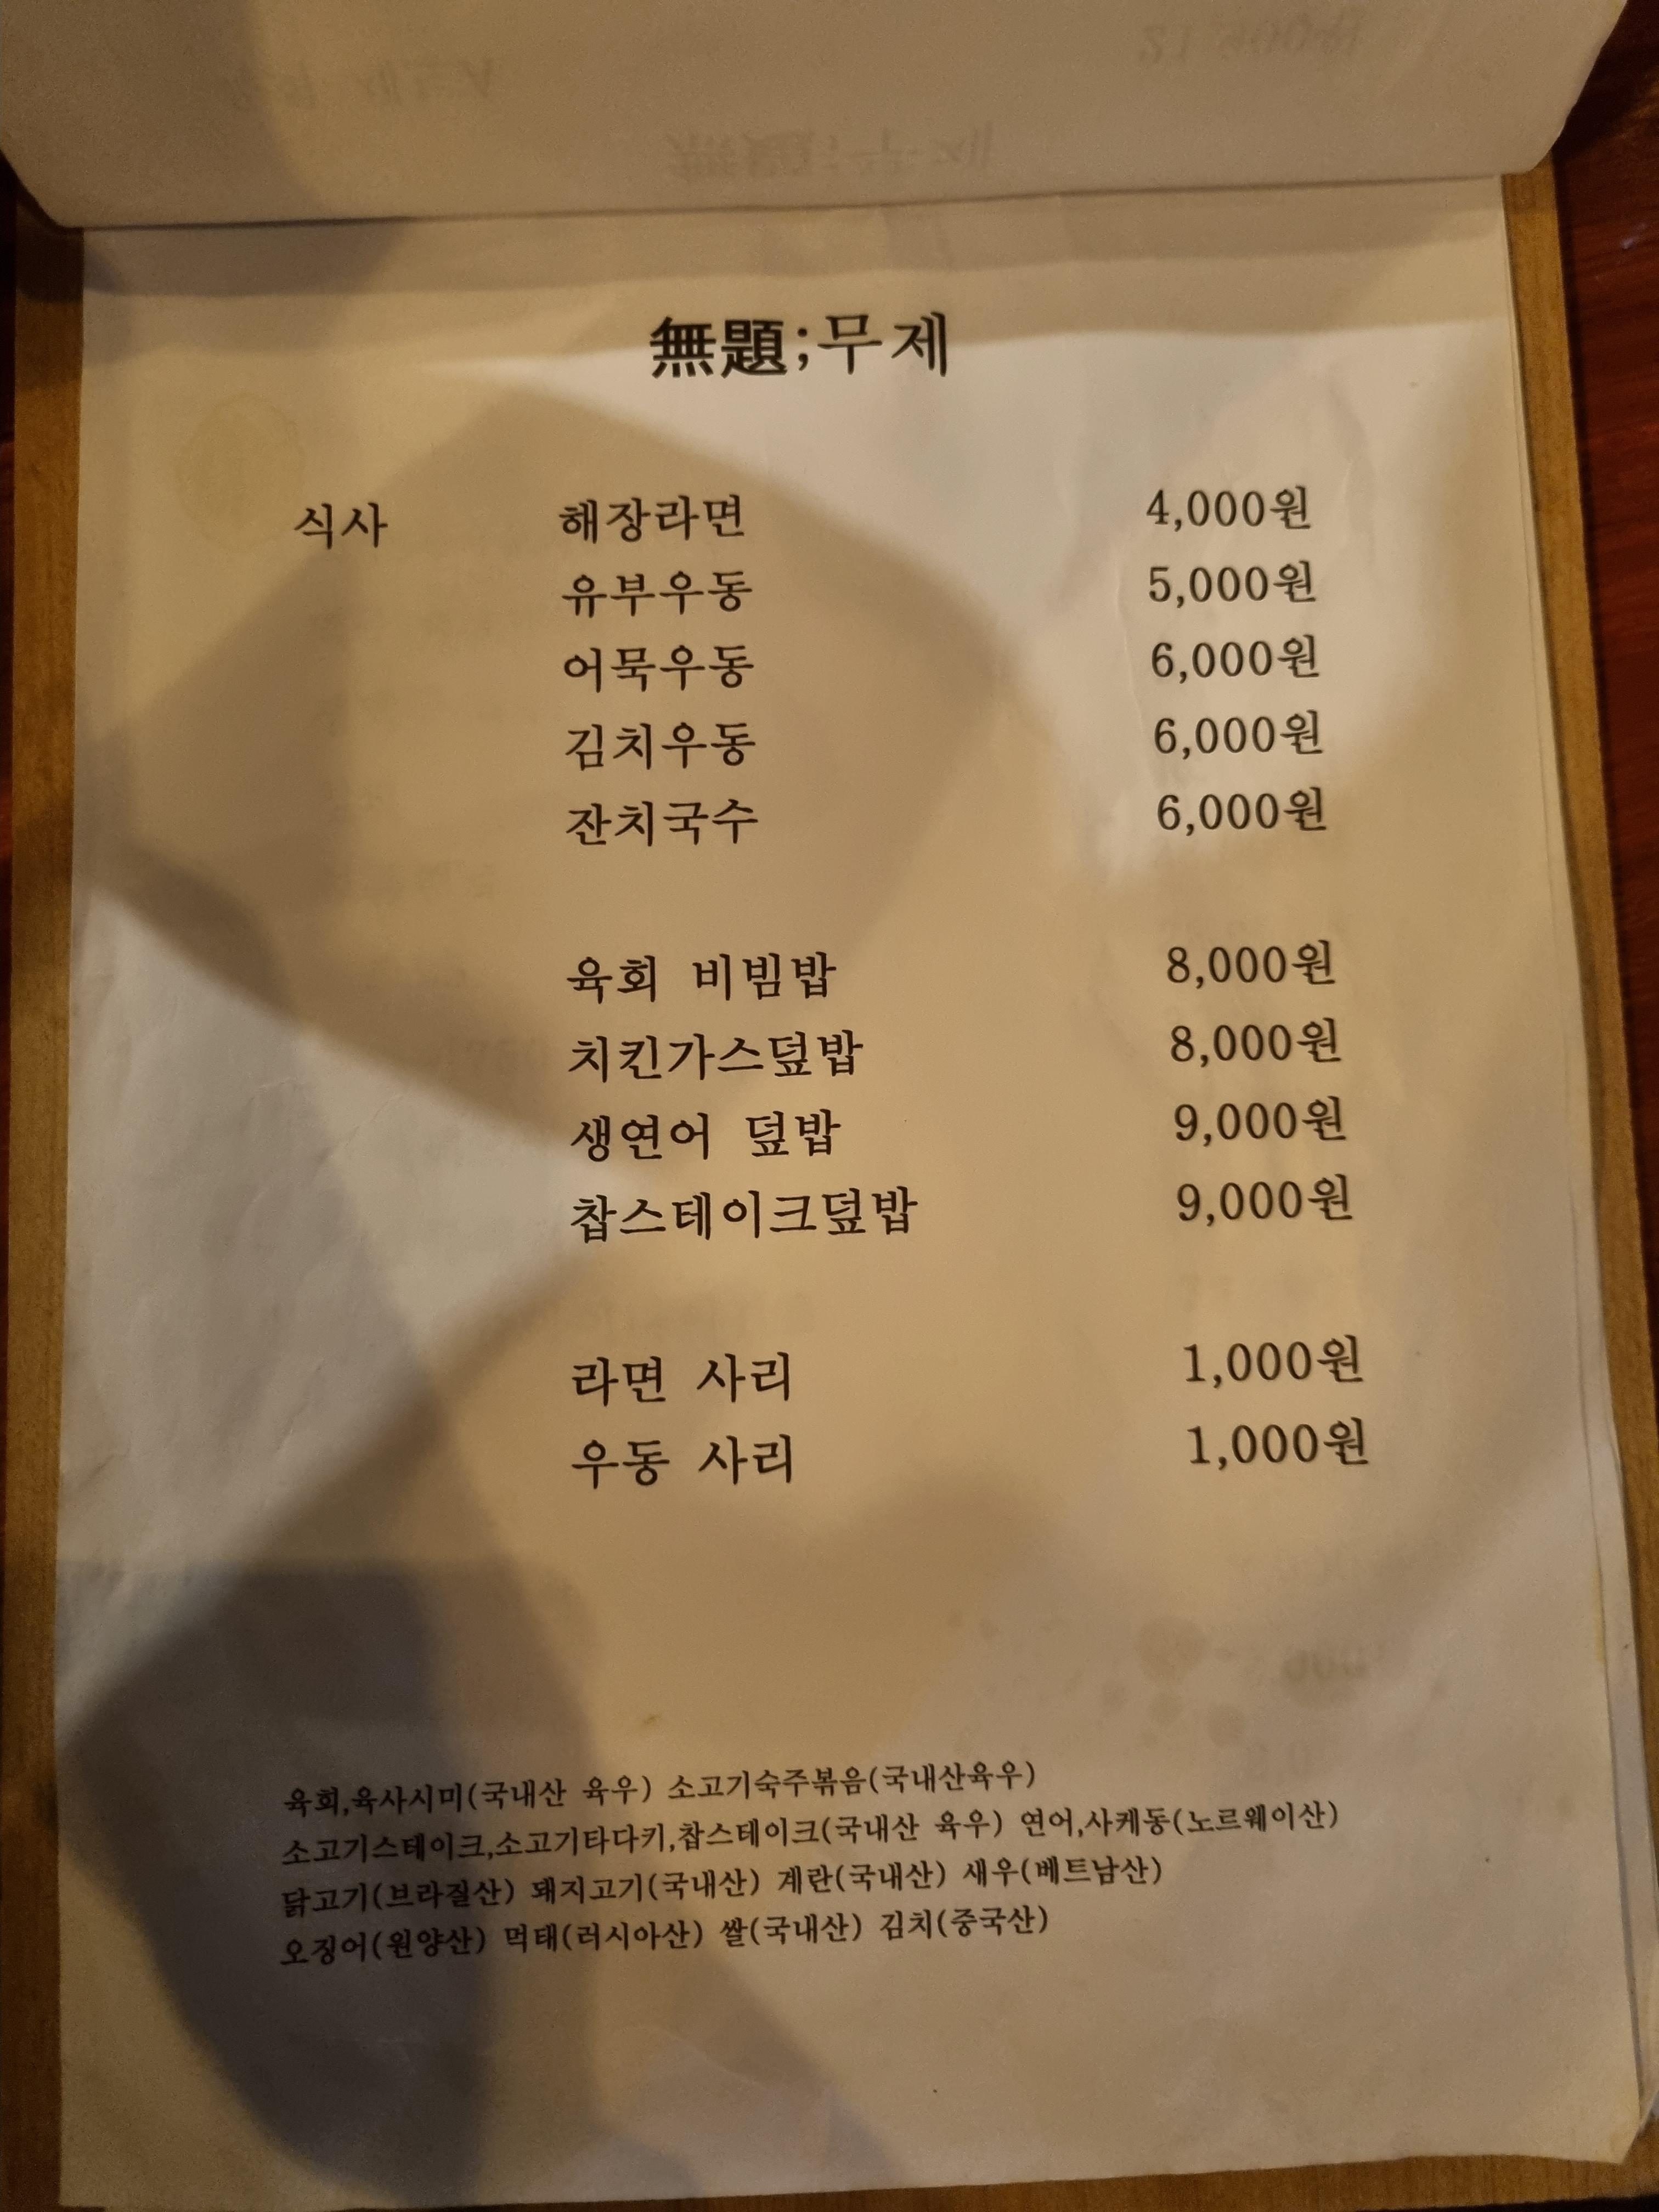 無題;무제
식사 해장라면 4,000원
유부우동 5,000원
어묵우동 6,000원
김치우동 6,000원
잔치국수 6,000원
육회 비빔밥 8,000원
치킨가스덮밥 8,000원
생연어 덮밥 9,000원
찹스테이크덮밥 9,000원
라면 사리 1,000원
우동 사리 1,000원
육회,육사시미(국내산 육우) 소고기숙주볶음(국내산육우)
소고기스테이크,소고기타다키,찹스테이크(국내산 육우) 연어,사케동(노르웨이산)
닭고기(브라질산) 돼지고기(국내산) 계란(국내산) 새우(베트남산)
오징어(원양산) 먹태(러시아산) 쌀(국내산) 김치(중국산)